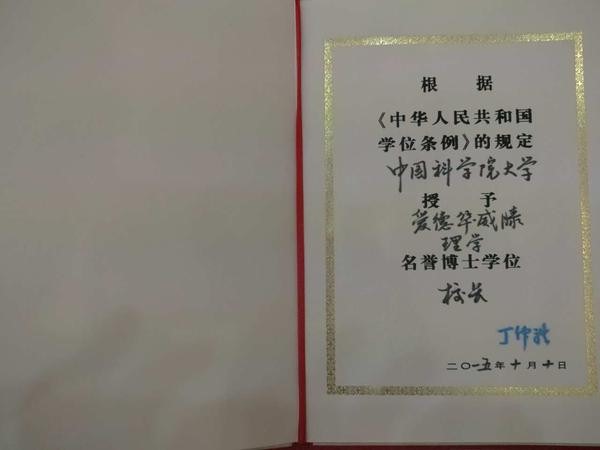 根据
《中华人民共和国
学位条例》的规定
中国科学院大学
授予
爱德华威滕
理学
名誉博士学位
校长
丁仲礼
二〇一五年十月十日